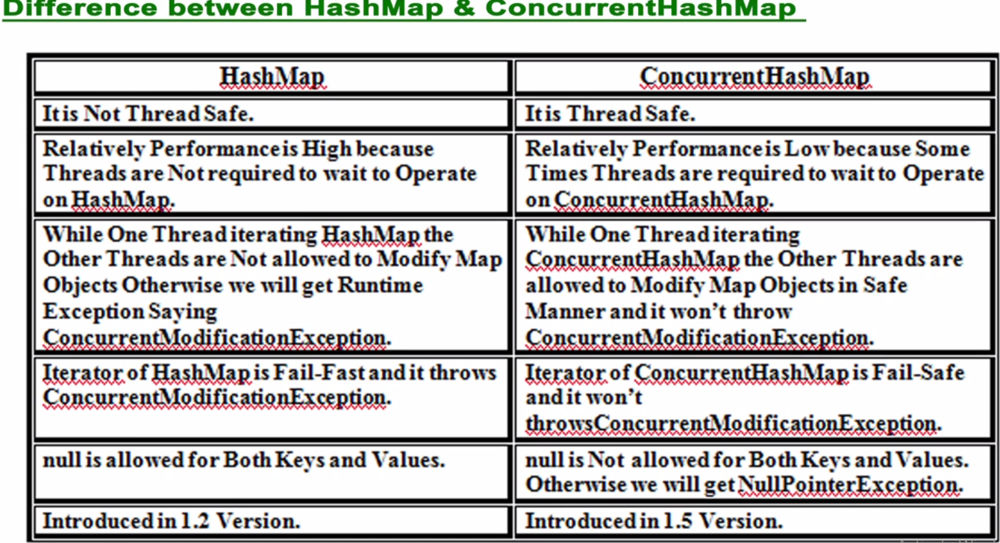 Difference between HashMap & ConcurrentHashMap
HashMap
ConcurrentHashMap
It is Not Thread Safe.
It is Thread Safe.
Relatively Performance is High because
Threads are Not required to wait to Operate
on HashMap.
Relatively Performance is Low because Some
Times Threads are required to wait to Operate
on ConcurrentHashMap.
While One Thread iterating HashMap the
Other Threads are Not allowed to Modify Map
Objects Otherwise we will get Runtime
Exception Saying
ConcurrentModificationException.
While One Thread iterating
ConcurrentHashMap the Other Threads are
allowed to Modify Map Objects in Safe
Manner and it won’t throw
ConcurrentModificationException.
Iterator of HashMap is Fail-Fast and it throws
ConcurrentModificationException.
Iterator of ConcurrentHashMap is Fail-Safe
and it won’t
throwsConcurrentModificationException.
null is allowed for Both Keys and Values.
null is Not allowed for Both Keys and Values.
Otherwise we will get NullPointerException.
Introduced in 1.2 Version.
Introduced in 1.5 Version.